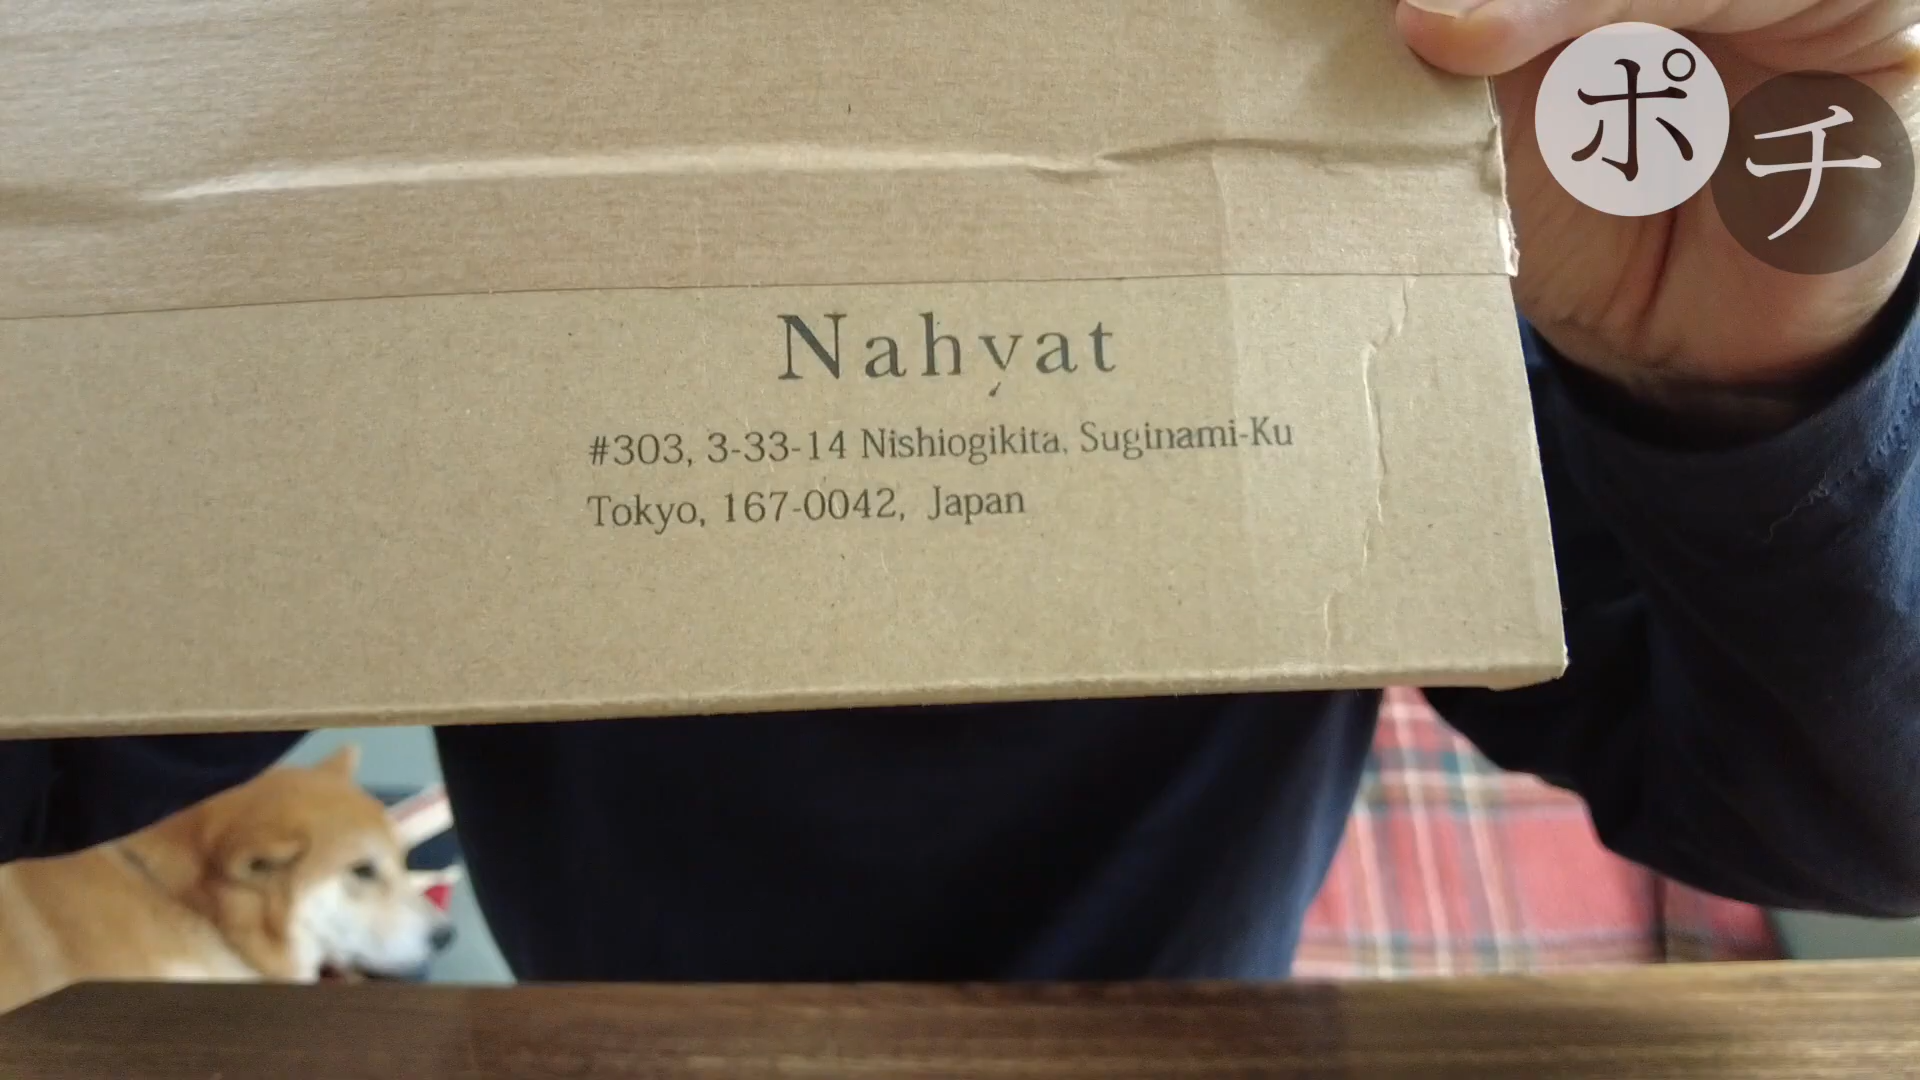 ポチ
Nahyat
#303, 3-33-14 Nishiogikita, Suginami-Ku
Tokyo, 167-0042, Japan